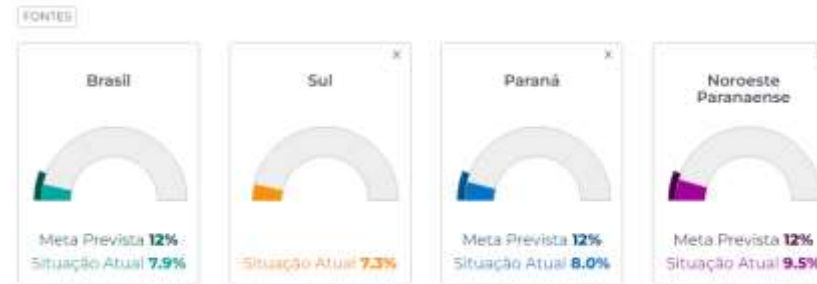 FONTES
Brasil
Meta Prevista 12%
Situação Atual 7.9%
x
Sul
Situação Atual 7.3%
x
Paraná
Meta Prevista 12%
Situação Atual 8.0%
Noroeste
Paranaense
Meta Prevista 12%
Situação Atual 9.5%